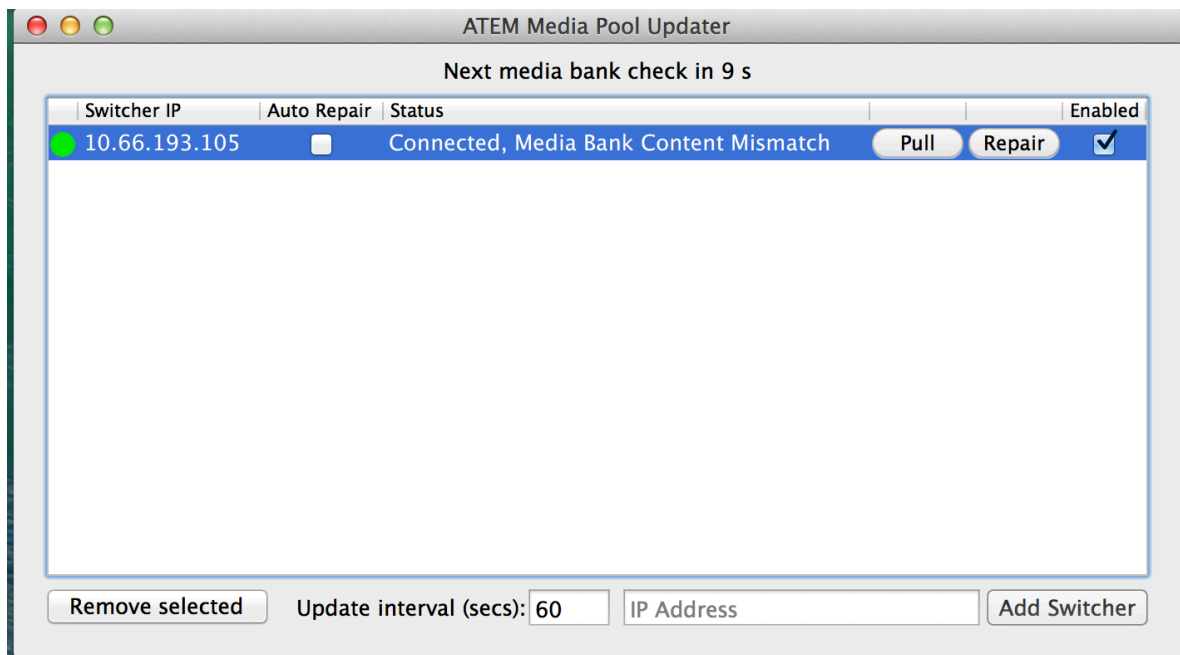 ATEM Media Pool Updater
Next media bank check in 9 s
Switcher IP Auto Repair Status Enabled
10.66.193.105 Connected, Media Bank Content Mismatch Pull Repair
Remove selected Update interval (secs): 60 IP Address Add Switcher